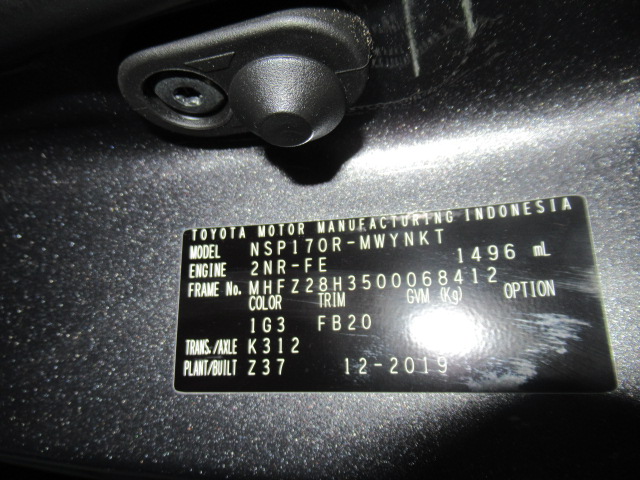 TOYOTA MOTOR MANUFACTURING INDONESIA
MODEL NSP170R-MWYNKT
ENGINE 2NR-FE 1496 mL
FRAME No. MHFZ28H3500068412
COLOR TRIM GVM (Kg) OPTION
1G3 FB20
TRANS./AXLE K312
PLANT/BUILT Z37 12-2019